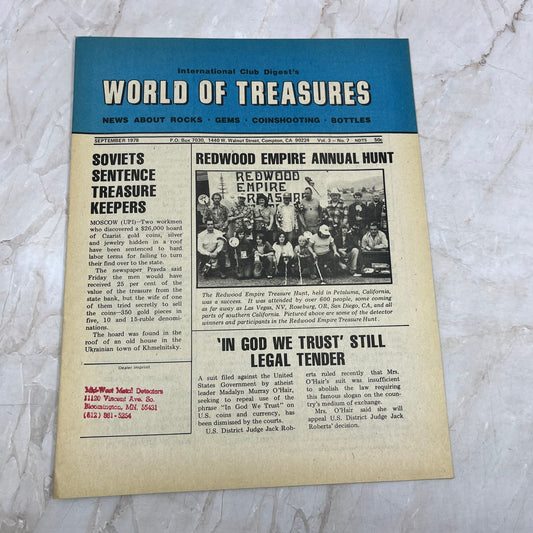 International Club Digest's
WORLD OF TREASURES
NEWS ABOUT ROCKS · GEMS · COINSHOOTING · BOTTLES
SEPTEMBER 1978 P.O. Box 7030, 1440 W. Walnut Street, Compton, CA 90224 Vol. 3 – No. 7 NDTS 50¢
SOVIETS
SENTENCE
TREASURE
KEEPERS
MOSCOW (UPI)—Two workmen
who discovered a $26,000 hoard
of Czarist gold coins, silver
and jewelry hidden in a roof
have been sentenced to hard
labor terms for failing to turn
their find over to the state.
The newspaper Pravda said
Friday the men would have
received 25 per cent of the
value of the treasure from the
state bank, but the wife of one
of them tried secretly to sell
the coins—350 gold pieces in
five, 10 and 15-ruble denomi-
nations.
The hoard was found in the
roof of an old house in the
Ukrainian town of Khmelnitsky.
Dealer Imprint
Mid-West Metal Detectors
11120 Vincent Ave. So.
Bloomington, MN. 55431
(612) 881-5254
REDWOOD EMPIRE ANNUAL HUNT
REDWOOD
EMPIRE
TREASURE
The Redwood Empire Treasure Hunt, held in Petaluma, California,
was a success. It was attended by over 600 people, some coming
as far away as Las Vegas, NV, Roseburg, OR, San Diego, CA, and all
parts of southern California. Pictured above are some of the detector
winners and participants in the Redwood Empire Treasure Hunt.
'IN GOD WE TRUST' STILL
LEGAL TENDER
A suit filed against the United
States Government by atheist
leader Madalyn Murray O'Hair,
seeking to repeal use of the
phrase "In God We Trust" on
U.S. coins and currency, has
been dismissed by the courts.
U.S. District Judge Jack Rob-
erts ruled recently that Mrs.
O'Hair's suit was insufficient
to abolish the law requiring
this famous slogan on the coun-
try's medium of exchange.
Mrs. O'Hair said she will
appeal U.S. District Judge Jack
Roberts' decision.